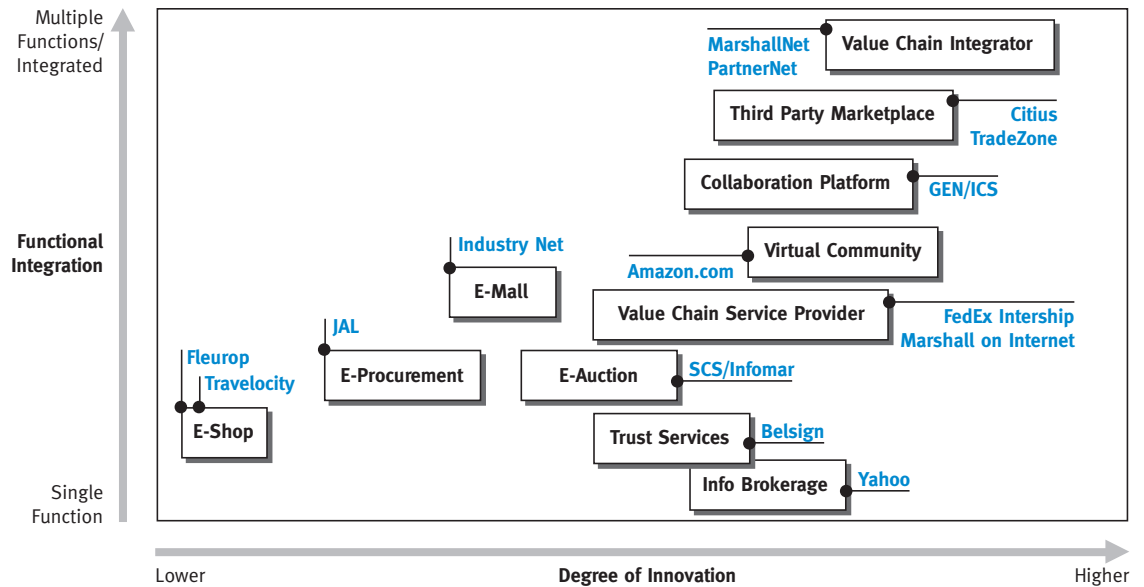 Multiple
Functions/
Integrated
MarshallNet
PartnerNet
Value Chain Integrator
Third Party Marketplace
Citius
TradeZone
Collaboration Platform
GEN/ICS
Functional
Integration
Industry Net
E-Mall
Amazon.com
Virtual Community
Value Chain Service Provider
FedEx Intership
Marshall on Internet
JAL
E-Procurement
E-Auction
SCS/Infomar
Fleurop
Travelocity
E-Shop
Trust Services
Belsign
Info Brokerage
Yahoo
Single
Function
Lower
Degree of Innovation
Higher